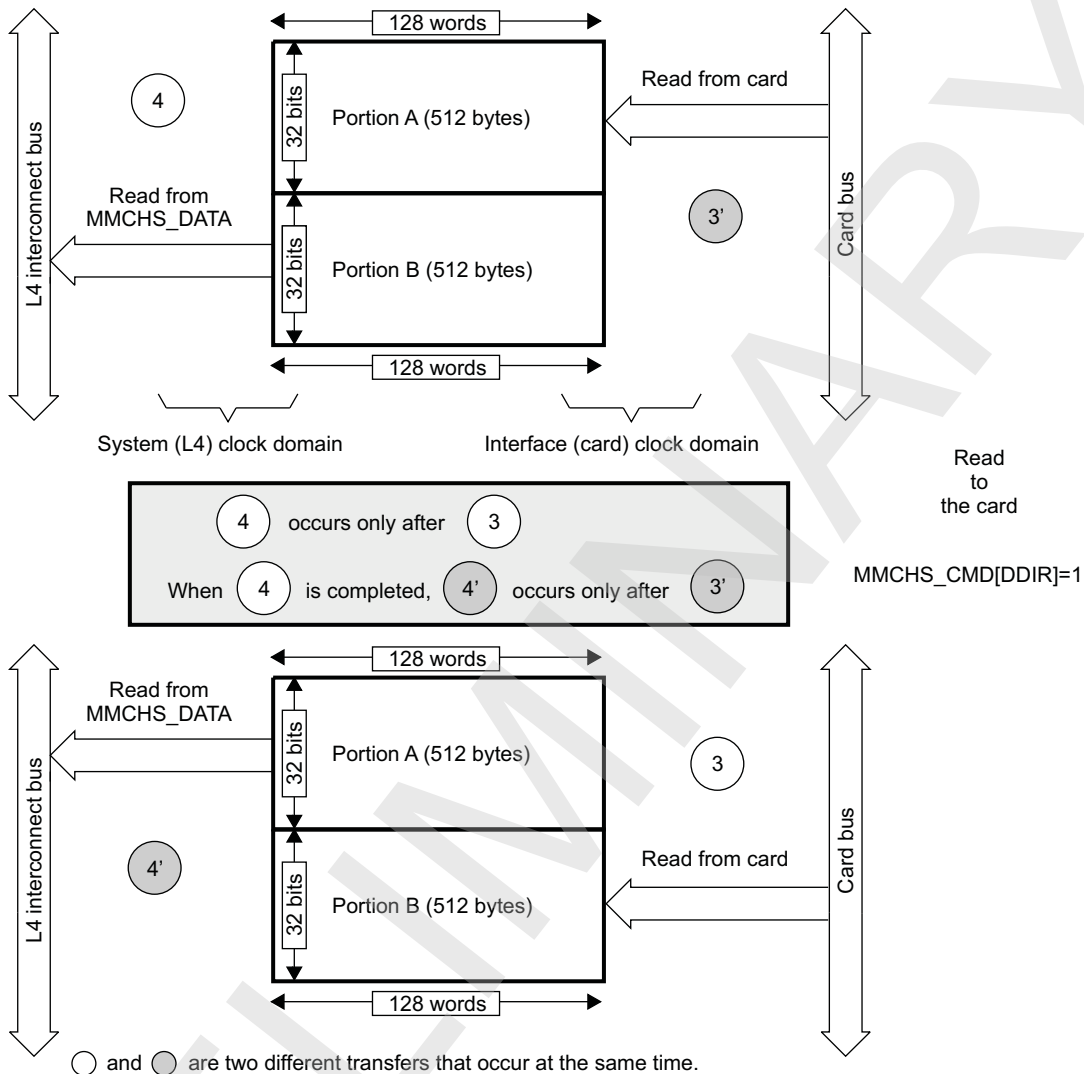 128 words
L4 interconnect bus
4
32 bits
Portion A (512 bytes)
Read from card
Card bus
Read from
MMCHS_DATA
3'
32 bits
Portion B (512 bytes)
128 words
System (L4) clock domain
Interface (card) clock domain
Read
to
the card
4 occurs only after 3
When 4 is completed, 4' occurs only after 3'
MMCHS_CMD[DDIR]=1
128 words
L4 interconnect bus
Read from
MMCHS_DATA
32 bits
Portion A (512 bytes)
3
Card bus
4'
32 bits
Portion B (512 bytes)
Read from card
128 words
and are two different transfers that occur at the same time.